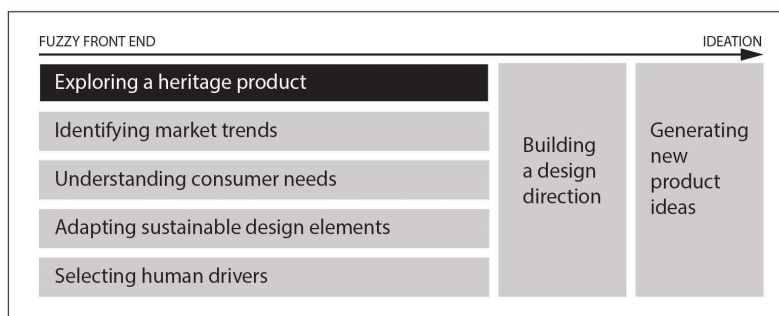 FUZZY FRONT END
IDEATION
Exploring a heritage product
Identifying market trends
Understanding consumer needs
Adapting sustainable design elements
Selecting human drivers
Building
a design
direction
Generating
new
product
ideas